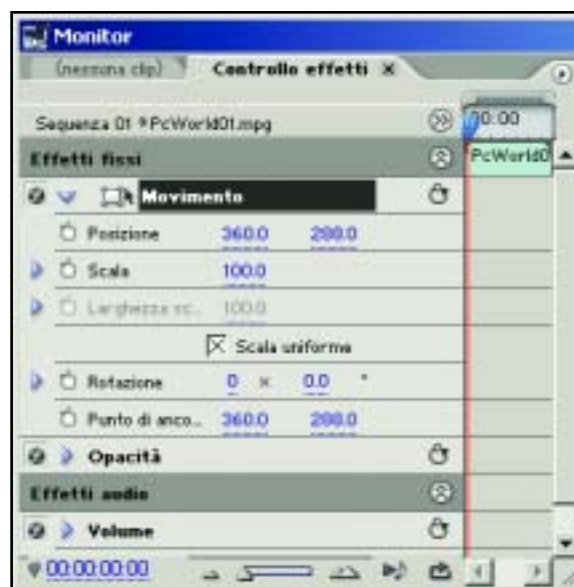 Monitor
(nessuna clip) Controllo effetti ×
Sequenza 01 * PcWorld01.mpg 00:00
Effetti fissi PcWorld0
Movimento
Posizione 360.0 288.0
Scala 100.0
Larghezza sc... 100.0
Scala uniforme
Rotazione 0 x 0.0 °
Punto di anco... 360.0 288.0
Opacità
Effetti audio
Volume
00:00:00:00